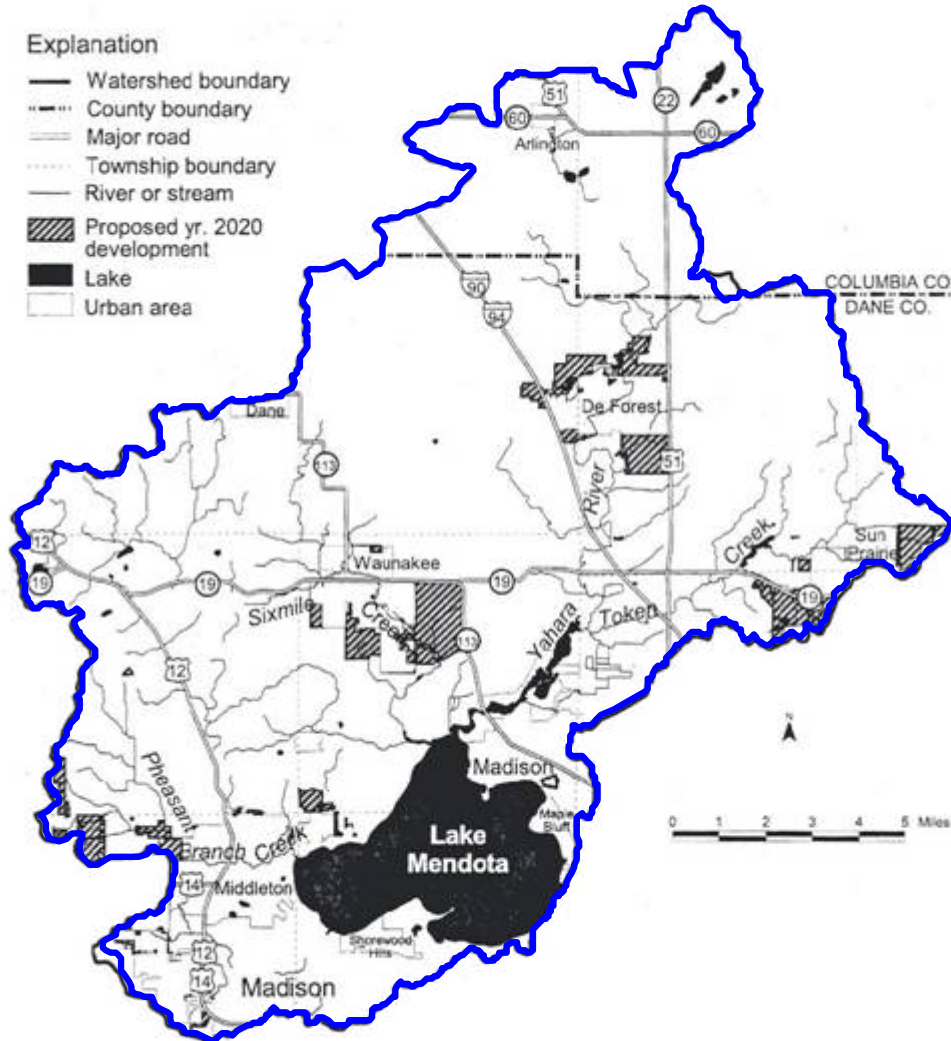 Explanation
Watershed boundary
County boundary
Major road
Township boundary
River or stream
Proposed yr. 2020
development
Lake
Urban area
51
22
60
60
Arlington
90
94
COLUMBIA CO
DANE CO.
De Forest
Dane
113
51
River
12
Waunakee
Creek
Sun
Prairie
19
19
19
19
Sixmile
Creek
113
Yahara
Token
12
N
Pheasant
Branch Creek
Madison
Maple
Bluff
0 1 2 3 4 5 Miles
Lake
Mendota
14
Middleton
Shorewood
Hills
12
14
Madison